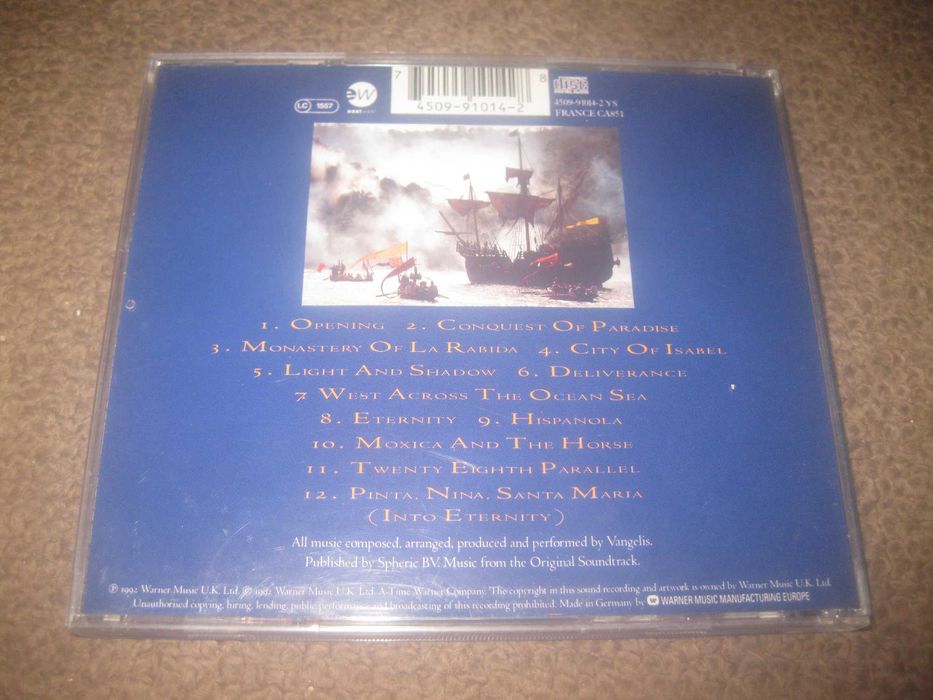 7 8
LC 1557
ew
4509-91014-2
4509-91014-2 YS
FRANCE CA851
1. OPENING 2. CONQUEST OF PARADISE
3. MONASTERY OF LA RABIDA 4. CITY OF ISABEL
5. LIGHT AND SHADOW 6. DELIVERANCE
7 WEST ACROSS THE OCEAN SEA
8. ETERNITY 9. HISPANOLA
10. MOXICA AND THE HORSE
11. TWENTY EIGHTH PARALLEL
12. PINTA, NINA, SANTA MARIA
(INTO ETERNITY)
All music composed, arranged, produced and performed by Vangelis.
Published by Spheric BV. Music from the Original Soundtrack.
℗ 1992 Warner Music U.K. Ltd. © 1992 Warner Music U.K. Ltd. A Time Warner Company. The copyright in this sound recording and artwork is owned by Warner Music U.K. Ltd.
Unauthorised copying, hiring, lending, public performance and broadcasting of this recording prohibited. Made in Germany by WARNER MUSIC MANUFACTURING EUROPE